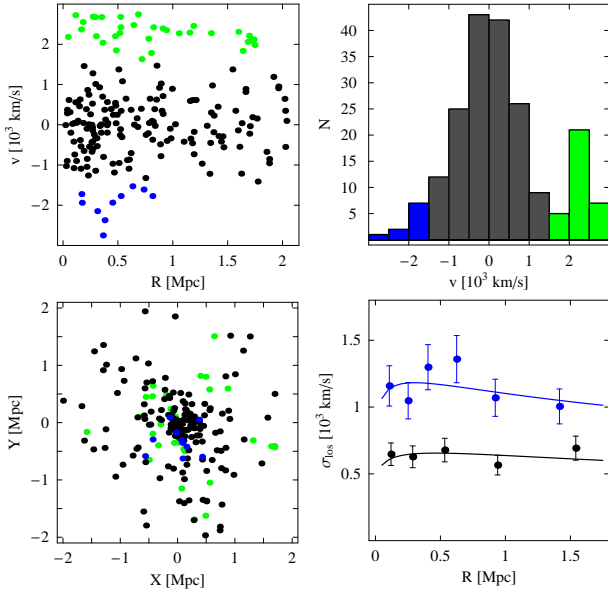 2
1
0
−1
−2
v [10³ km/s]
0 0.5 1 1.5 2
R [Mpc]
40
35
30
25
20
15
10
5
N
−2 −1 0 1 2
v [10³ km/s]
2
1
0
−1
−2
Y [Mpc]
−2 −1 0 1 2
X [Mpc]
1.5
1
0.5
σlos [10³ km/s]
0 0.5 1 1.5
R [Mpc]